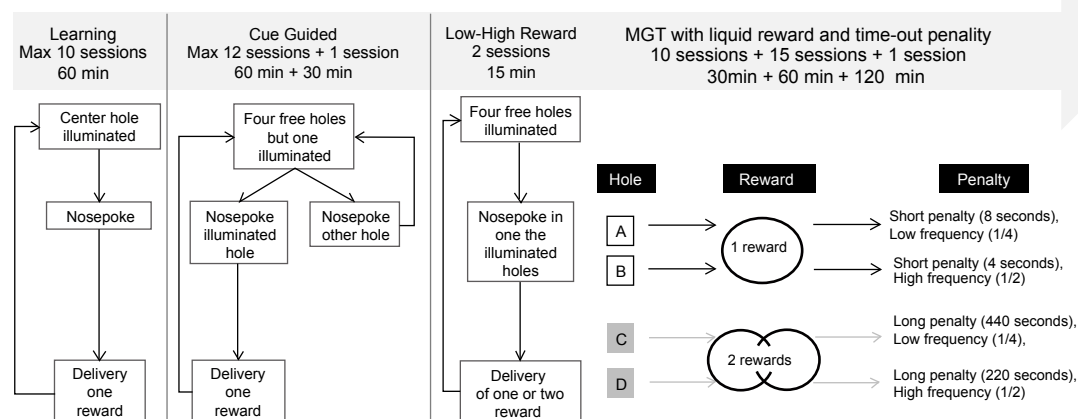 Learning
Max 10 sessions
60 min
Cue Guided
Max 12 sessions + 1 session
60 min + 30 min
Low-High Reward
2 sessions
15 min
MGT with liquid reward and time-out penality
10 sessions + 15 sessions + 1 session
30min + 60 min + 120 min
Center hole
illuminated
Nosepoke
Delivery
one
reward
Four free holes
but one
illuminated
Nosepoke
illuminated
hole
Nosepoke
other hole
Delivery
one
reward
Four free holes
illuminated
Nosepoke in
one the
illuminated
holes
Delivery
of one or two
reward
Hole
Reward
Penalty
A
B
1 reward
Short penalty (8 seconds),
Low frequency (1/4)
Short penalty (4 seconds),
High frequency (1/2)
C
D
2 rewards
Long penalty (440 seconds),
Low frequency (1/4),
Long penalty (220 seconds),
High frequency (1/2)